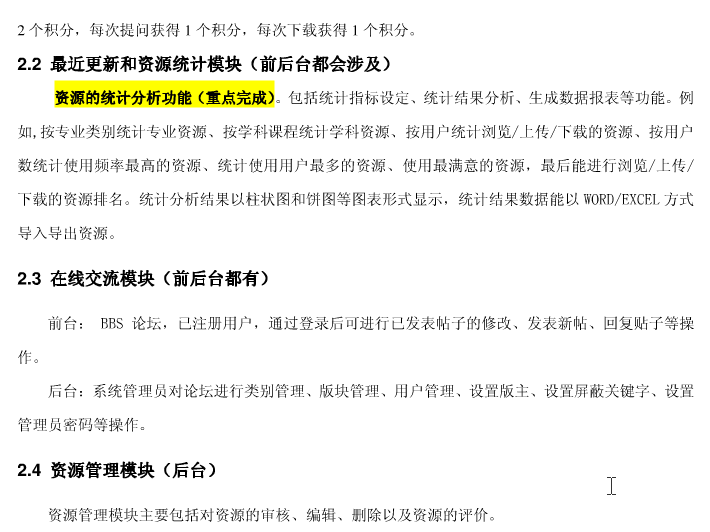 2 个积分，每次提问获得 1 个积分，每次下载获得 1 个积分。
2.2 最近更新和资源统计模块（前后台都会涉及）
资源的统计分析功能（重点完成）。包括统计指标设定、统计结果分析、生成数据报表等功能。例
如,按专业类别统计专业资源、按学科课程统计学科资源、按用户统计浏览/上传/下载的资源、按用户
数统计使用频率最高的资源、统计使用用户最多的资源、使用最满意的资源，最后能进行浏览/上传/
下载的资源排名。统计分析结果以柱状图和饼图等图表形式显示，统计结果数据能以 WORD/EXCEL 方式
导入导出资源。
2.3 在线交流模块（前后台都有）
前台： BBS 论坛，已注册用户，通过登录后可进行已发表帖子的修改、发表新帖、回复贴子等操
作。
后台：系统管理员对论坛进行类别管理、版块管理、用户管理、设置版主、设置屏蔽关键字、设置
管理员密码等操作。
2.4 资源管理模块（后台）
资源管理模块主要包括对资源的审核、编辑、删除以及资源的评价。